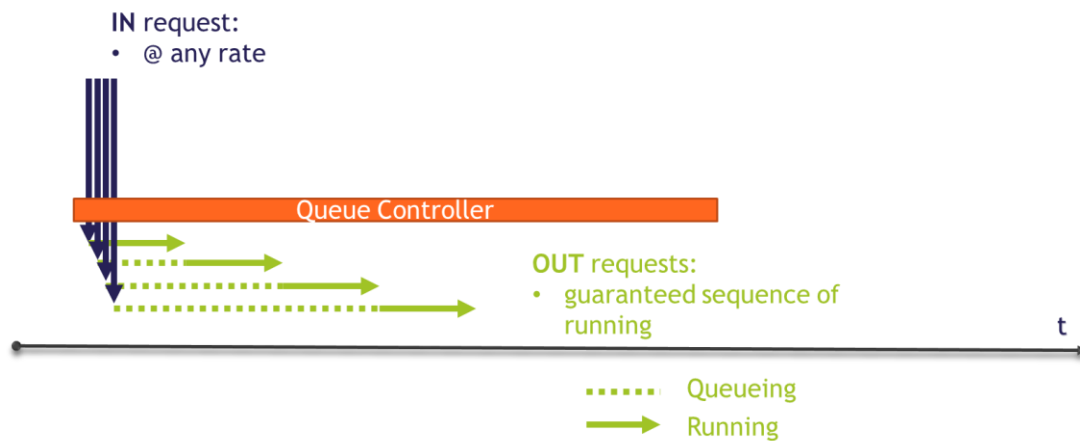 IN request:
• @ any rate
Queue Controller
OUT requests:
• guaranteed sequence of
running
t
Queueing
Running